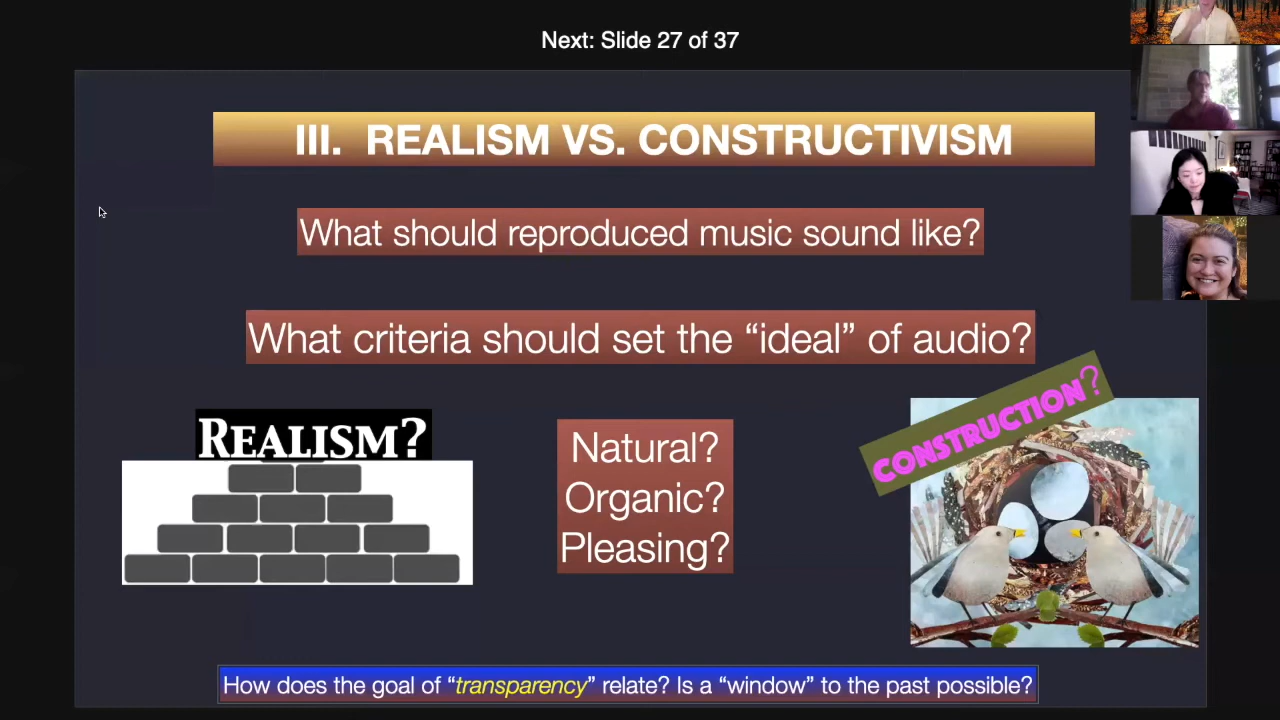 Next: Slide 27 of 37
III. REALISM VS. CONSTRUCTIVISM
What should reproduced music sound like?
What criteria should set the “ideal” of audio?
REALISM?
Natural?
Organic?
Pleasing?
CONSTRUCTION?
How does the goal of “transparency” relate? Is a “window” to the past possible?